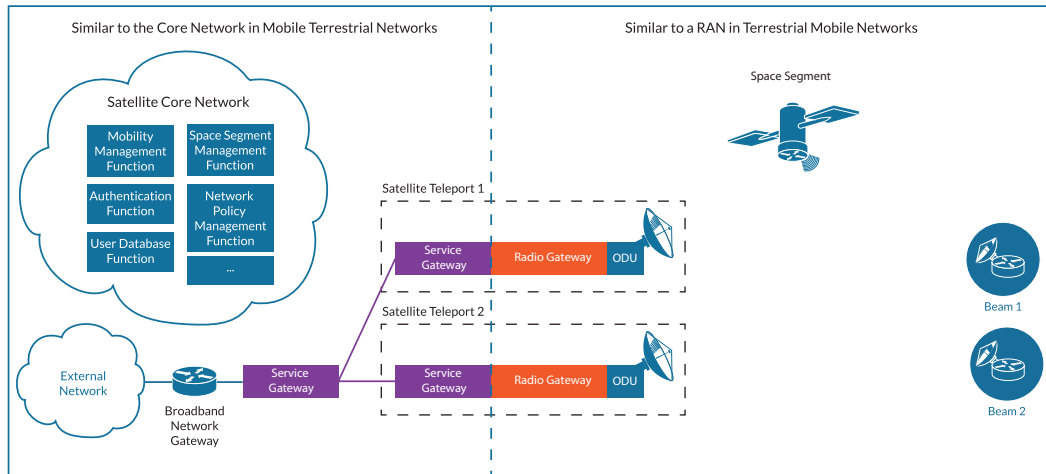 Similar to the Core Network in Mobile Terrestrial Networks
Similar to a RAN in Terrestrial Mobile Networks
Satellite Core Network
Mobility
Management
Function
Space Segment
Management
Function
Authentication
Function
Network
Policy
Management
Function
User Database
Function
...
Space Segment
Satellite Teleport 1
Service
Gateway
Radio Gateway
ODU
Beam 1
Satellite Teleport 2
Service
Gateway
Radio Gateway
ODU
Beam 2
External
Network
Broadband
Network
Gateway
Service
Gateway